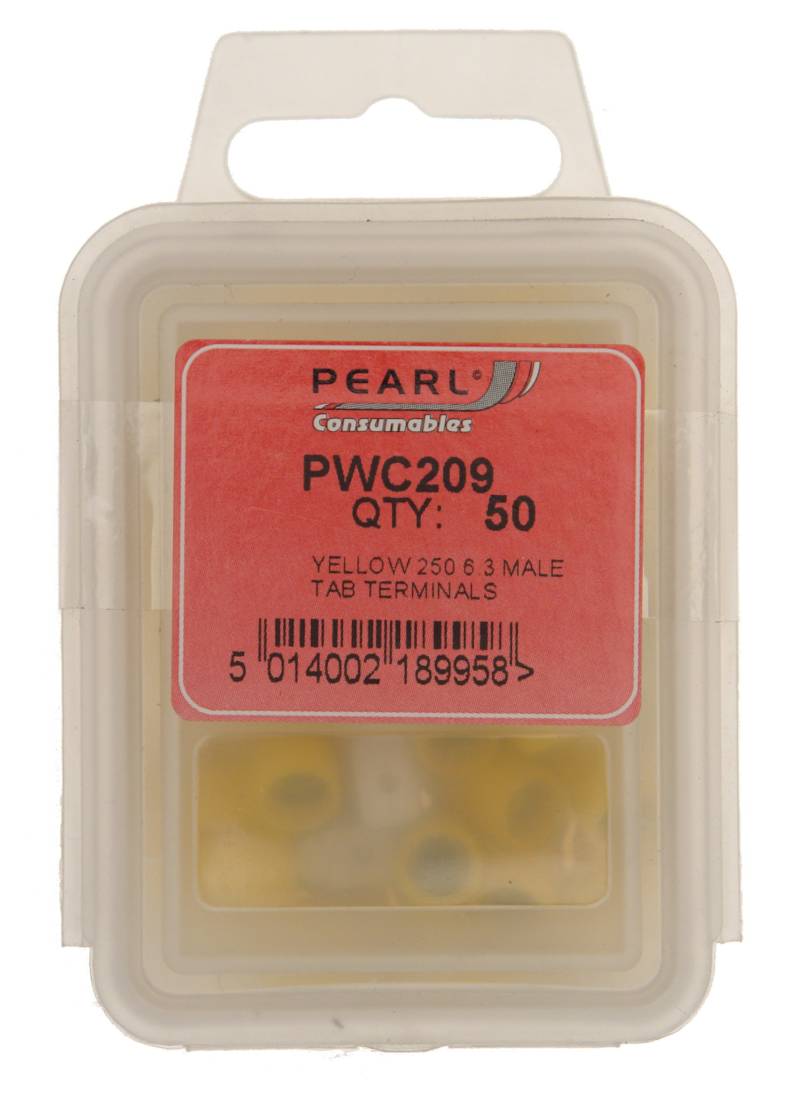 PEARL©
Consumables
PWC209
QTY: 50
YELLOW 250 6.3 MALE
TAB TERMINALS
5 014002 189958 >